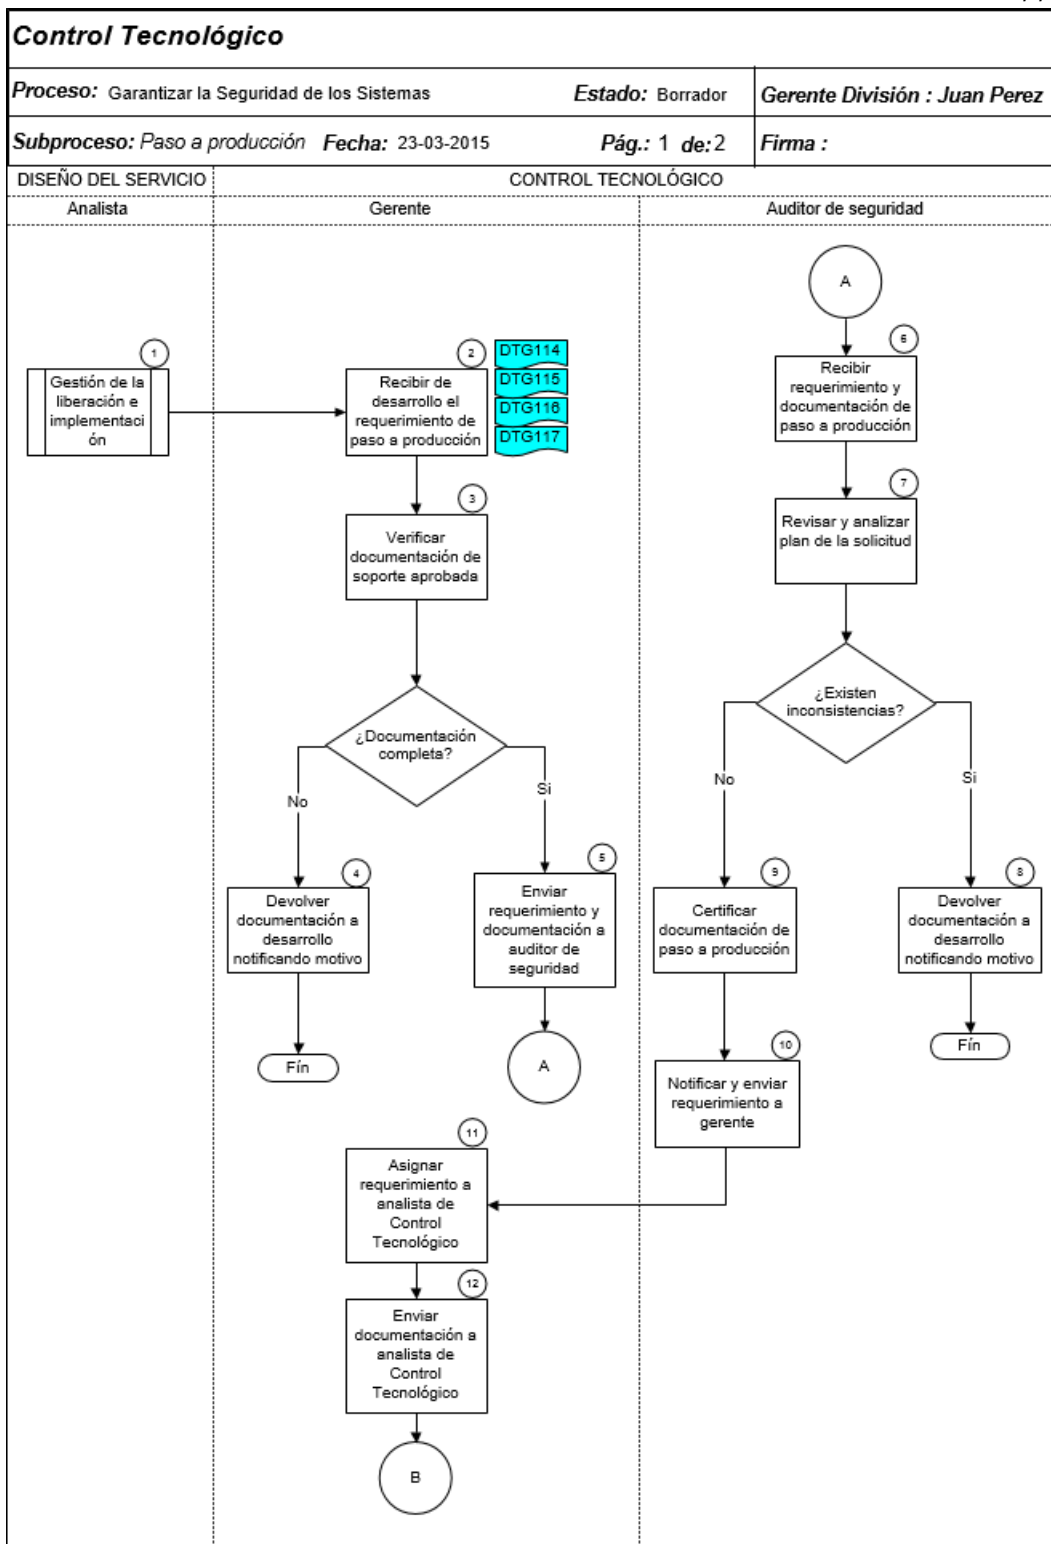 Control Tecnológico
Proceso: Garantizar la Seguridad de los Sistemas Estado: Borrador Gerente División : Juan Perez
Subproceso: Paso a producción Fecha: 23-03-2015 Pág.: 1 de: 2 Firma :
DISEÑO DEL SERVICIO CONTROL TECNOLÓGICO
Analista Gerente Auditor de seguridad
1
Gestión de la
liberación e
implementaci
ón
2
Recibir de
desarrollo el
requerimiento de
paso a producción
DTG114
DTG115
DTG116
DTG117
3
Verificar
documentación de
soporte aprobada
¿Documentación
completa?
No
Si
4
Devolver
documentación a
desarrollo
notificando motivo
Fín
5
Enviar
requerimiento y
documentación a
auditor de
seguridad
A
A
6
Recibir
requerimiento y
documentación de
paso a producción
7
Revisar y analizar
plan de la solicitud
¿Existen
inconsistencias?
No
Si
9
Certificar
documentación de
paso a producción
8
Devolver
documentación a
desarrollo
notificando motivo
Fín
10
Notificar y enviar
requerimiento a
gerente
11
Asignar
requerimiento a
analista de
Control
Tecnológico
12
Enviar
documentación a
analista de
Control
Tecnológico
B